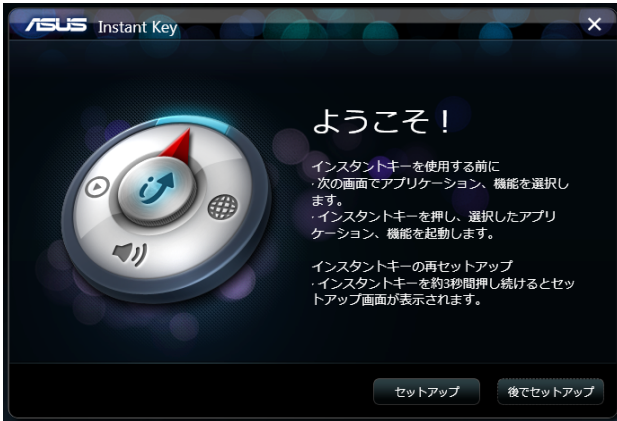 ASUS Instant Key
ようこそ！
インスタントキーを使用する前に
・次の画面でアプリケーション、機能を選択し
ます。
・インスタントキーを押し、選択したアプリ
ケーション、機能を起動します。
インスタントキーの再セットアップ
・インスタントキーを約3秒間押し続けるとセッ
トアップ画面が表示されます。
セットアップ 後でセットアップ